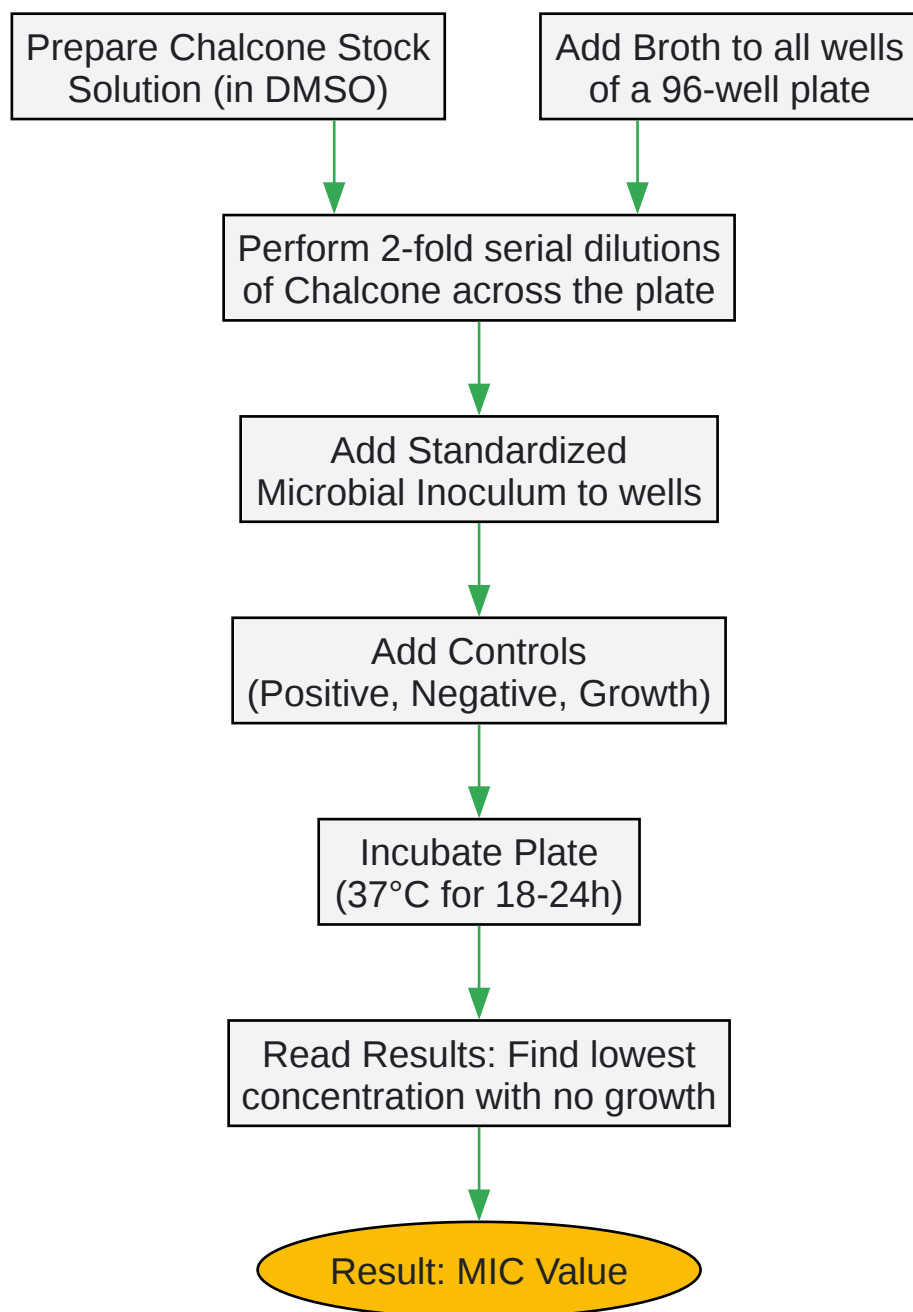 Prepare Chalcone Stock
Solution (in DMSO)
Add Broth to all wells
of a 96-well plate
Perform 2-fold serial dilutions
of Chalcone across the plate
Add Standardized
Microbial Inoculum to wells
Add Controls
(Positive, Negative, Growth)
Incubate Plate
(37°C for 18-24h)
Read Results: Find lowest
concentration with no growth
Result: MIC Value